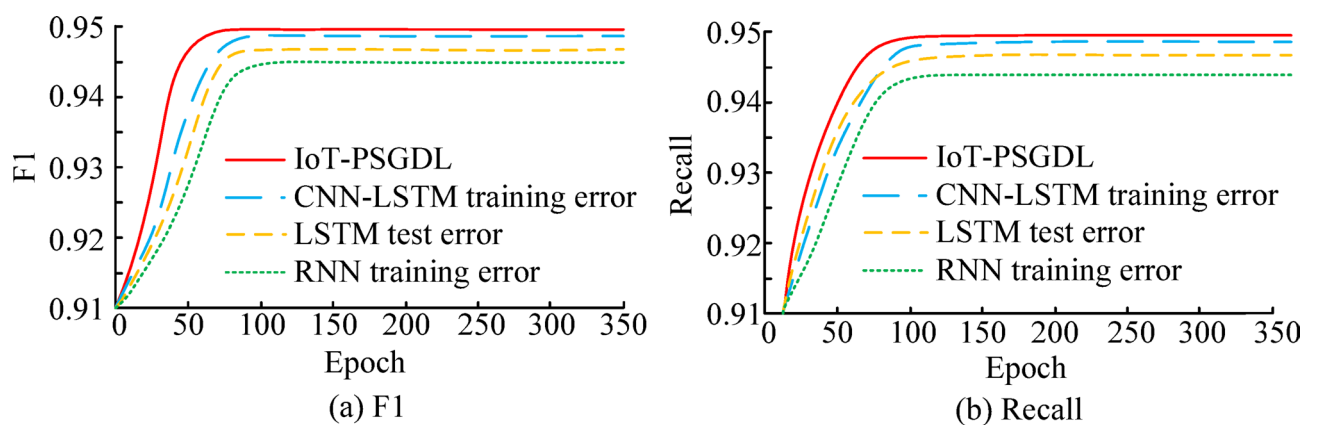 0.95
0.94
0.93
0.92
0.91
F1
IoT-PSGDL
CNN-LSTM training error
LSTM test error
RNN training error
0 50 100 150 200 250 300 350
Epoch
(a) F1
0.95
0.94
0.93
0.92
0.91
Recall
IoT-PSGDL
CNN-LSTM training error
LSTM test error
RNN training error
0 50 100 150 200 250 300 350
Epoch
(b) Recall